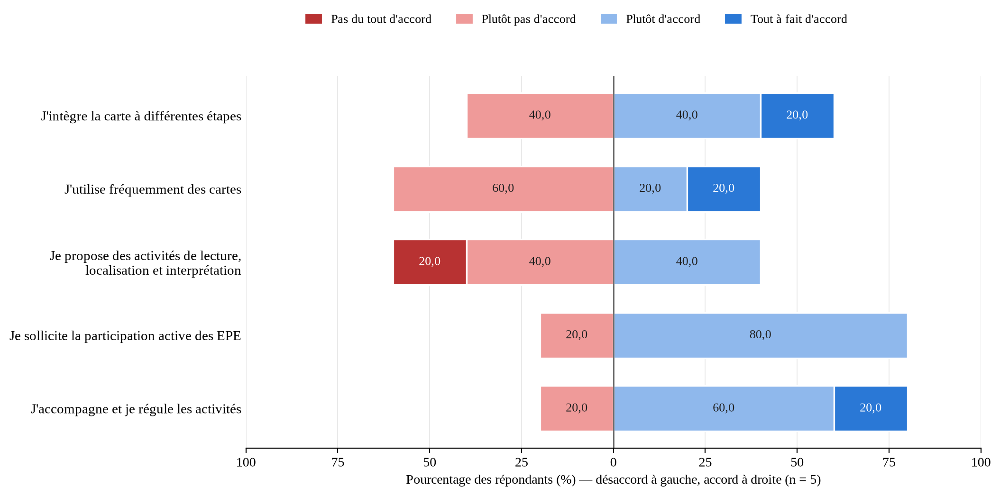 Pas du tout d'accord Plutôt pas d'accord Plutôt d'accord Tout à fait d'accord
J'intègre la carte à différentes étapes
40,0 40,0 20,0
J'utilise fréquemment des cartes
60,0 20,0 20,0
Je propose des activités de lecture,
localisation et interprétation
20,0 40,0 40,0
Je sollicite la participation active des EPE
20,0 80,0
J'accompagne et je régule les activités
20,0 60,0 20,0
100 75 50 25 0 25 50 75 100
Pourcentage des répondants (%) — désaccord à gauche, accord à droite (n = 5)